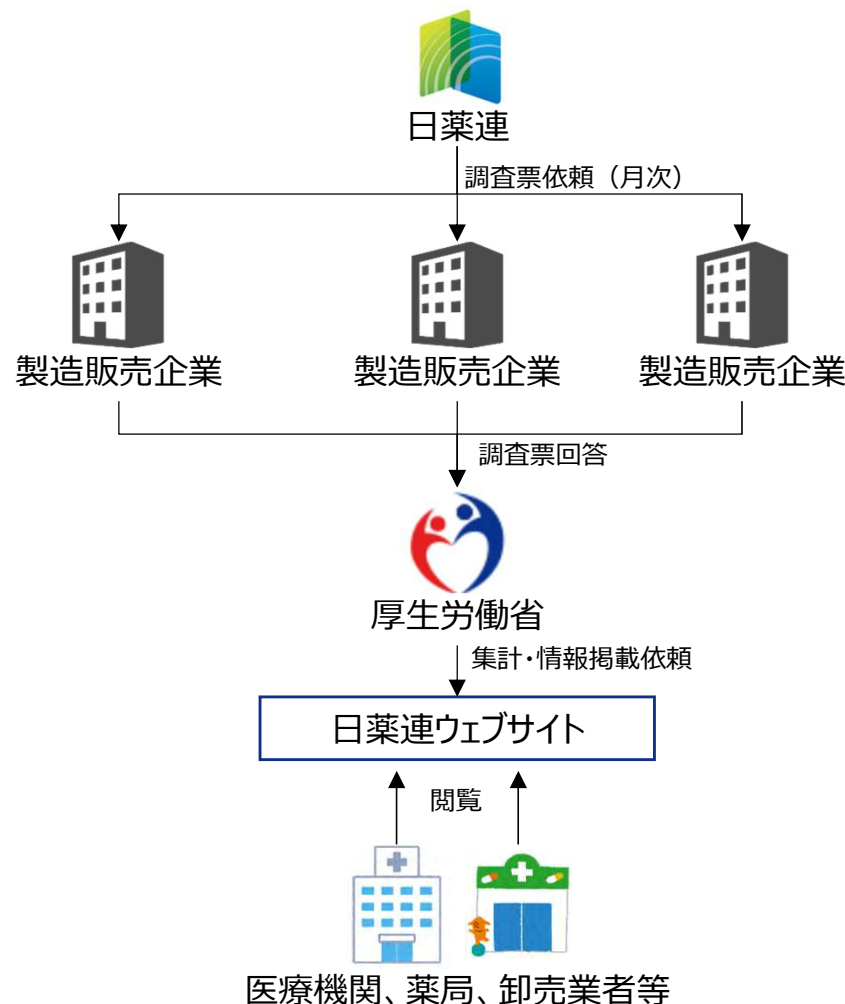 日薬連
調査票依頼（月次）
製造販売企業 製造販売企業 製造販売企業
調査票回答
厚生労働省
集計・情報掲載依頼
日薬連ウェブサイト
閲覧
医療機関、薬局、卸売業者等